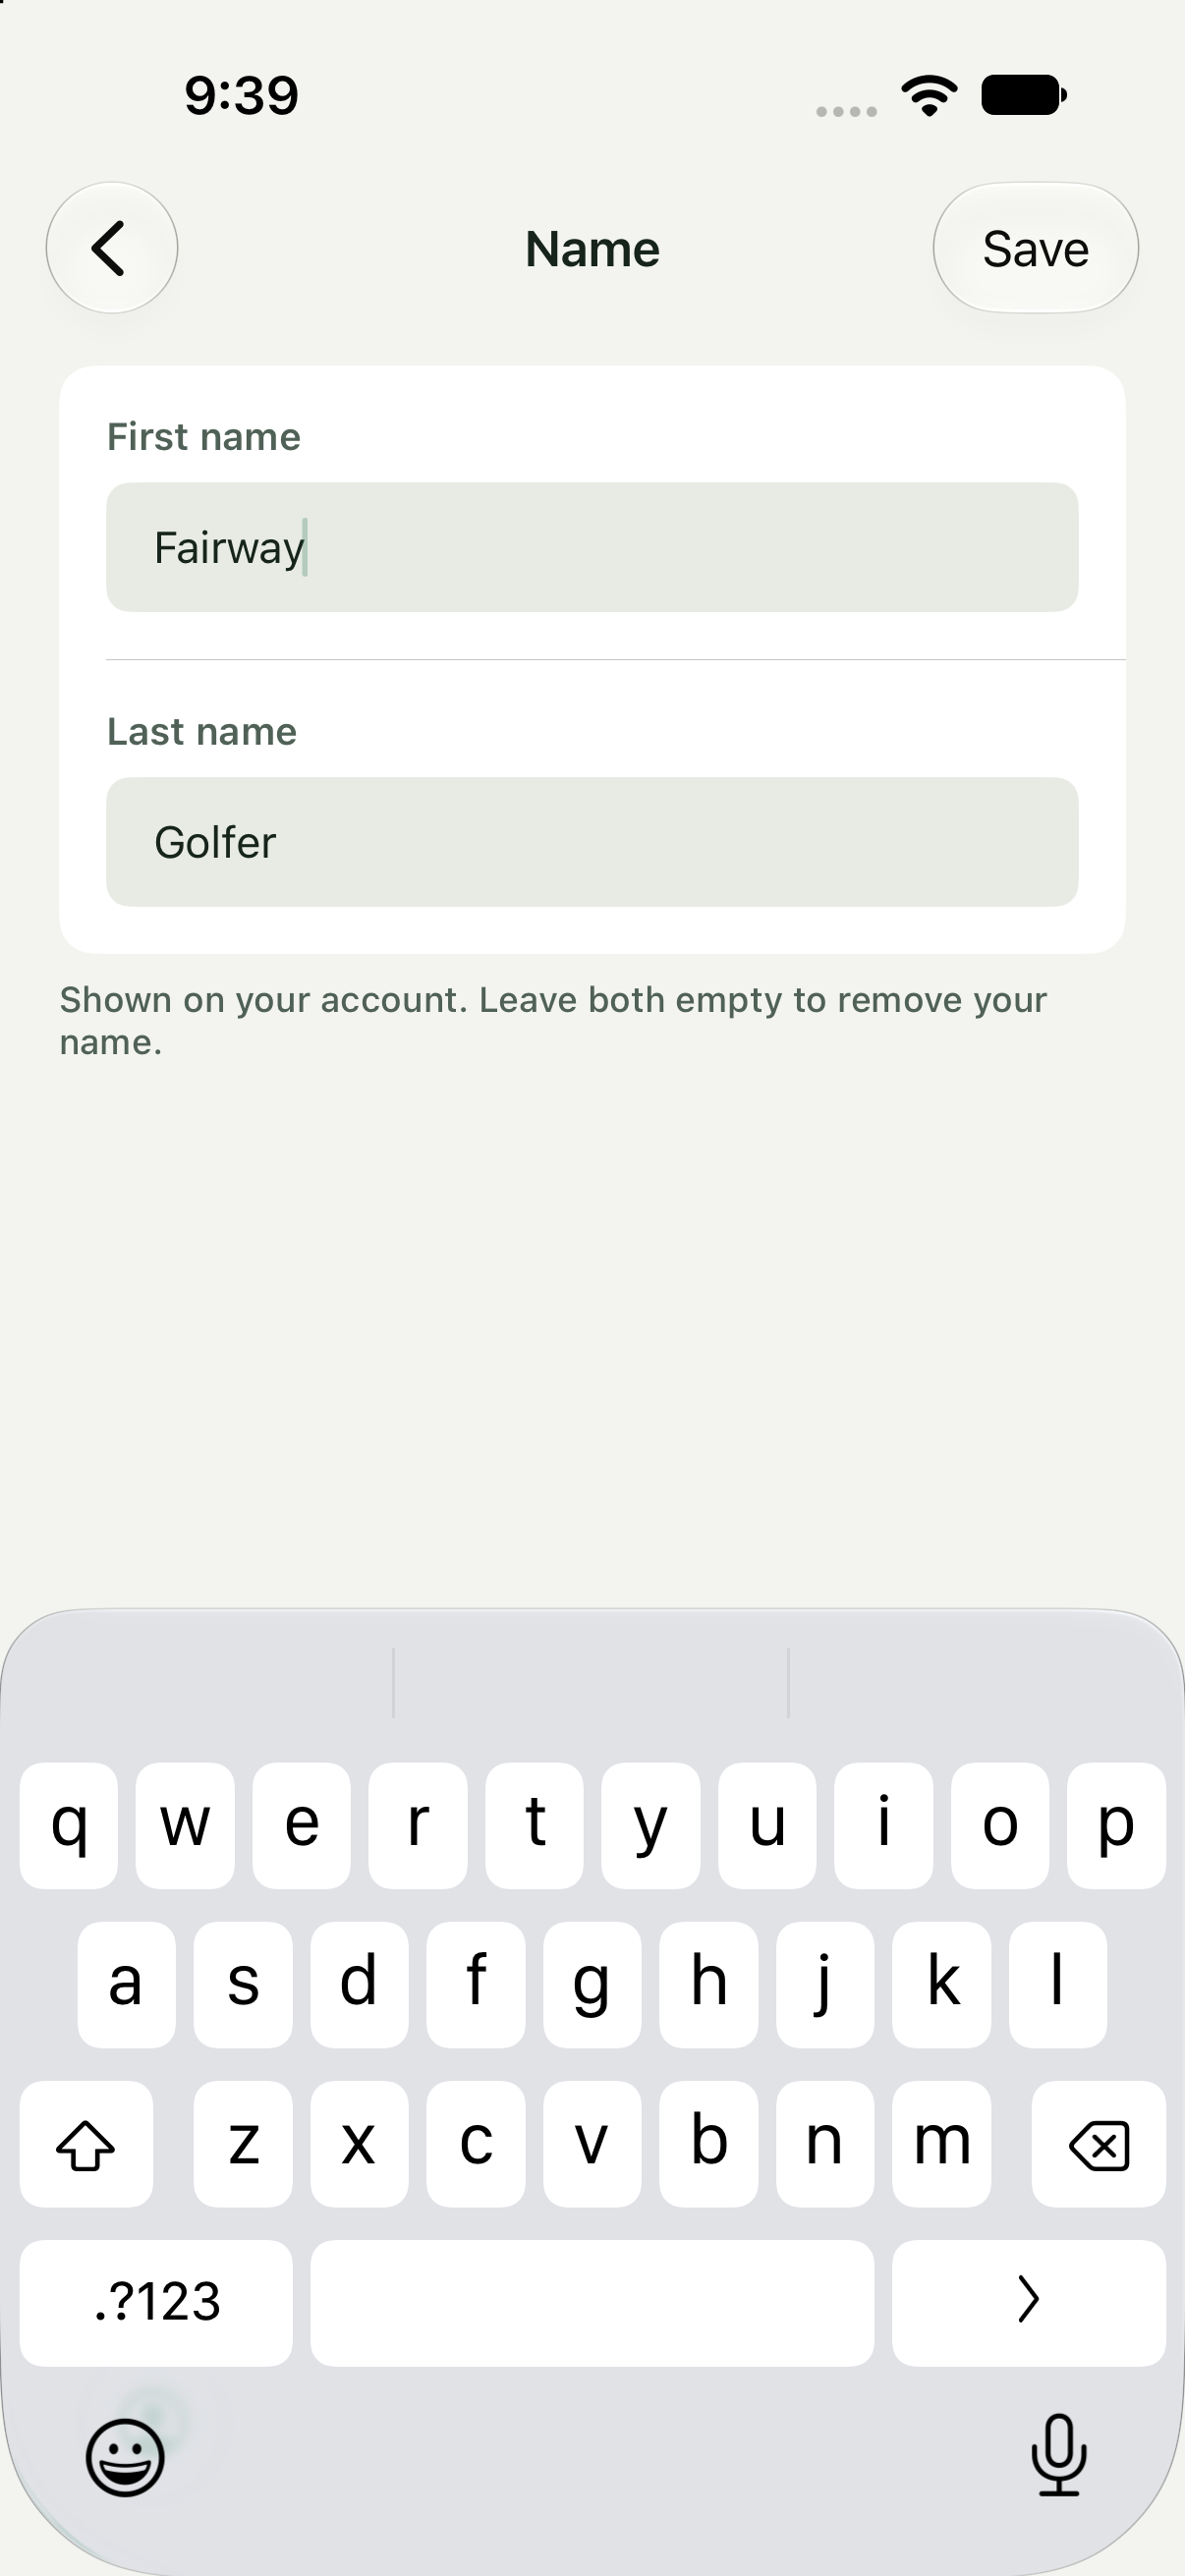 9:39
Name
Save
First name
Fairway
Last name
Golfer
Shown on your account. Leave both empty to remove your
name.
q w e r t y u i o p
a s d f g h j k l
z x c v b n m
.?123